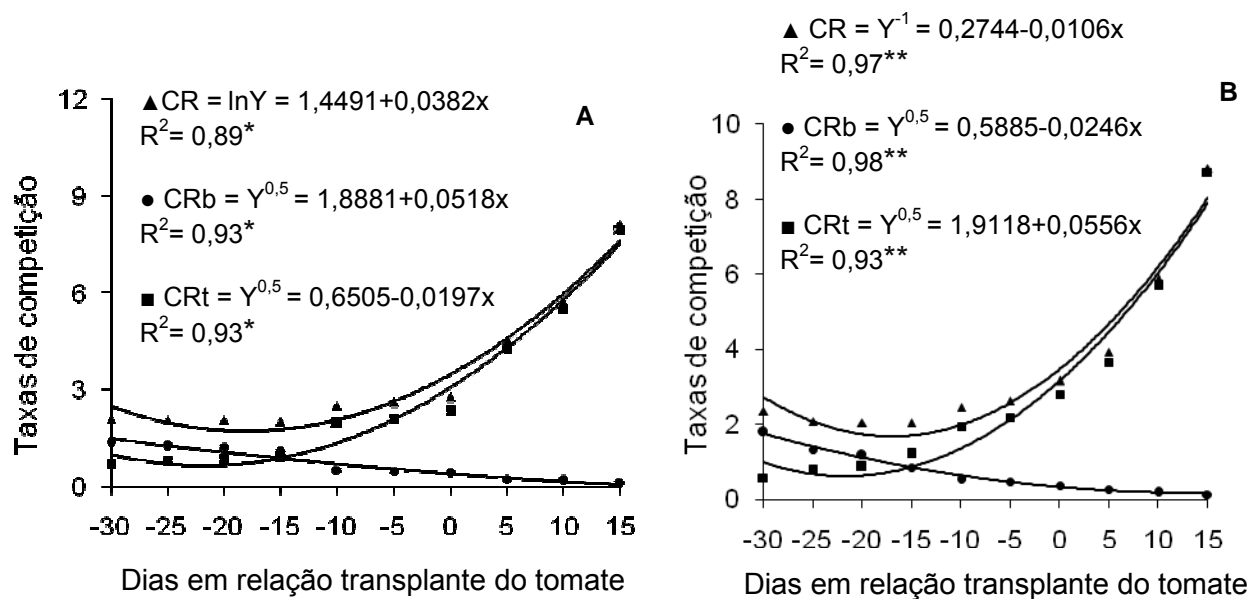 ▲CR = lnY = 1,4491+0,0382x
R²= 0,89*
● CRb = Y⁰,⁵ = 1,8881+0,0518x
R²= 0,93*
■ CRt = Y⁰,⁵ = 0,6505-0,0197x
R²= 0,93*
A
Taxas de competição
12
9
6
3
0
-30 -25 -20 -15 -10 -5 0 5 10 15
Dias em relação transplante do tomate
▲ CR = Y⁻¹ = 0,2744-0,0106x
R²= 0,97**
● CRb = Y⁰,⁵ = 0,5885-0,0246x
R²= 0,98**
■ CRt = Y⁰,⁵ = 1,9118+0,0556x
R²= 0,93**
B
Taxas de competição
10
8
6
4
2
0
-30 -25 -20 -15 -10 -5 0 5 10 15
Dias em relação transplante do tomate